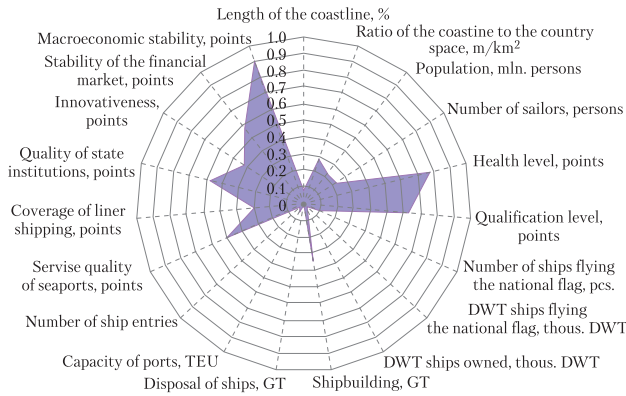 Length of the coastline, %
Ratio of the coastine to the country
space, m/km²
Population, mln. persons
Number of sailors, persons
Health level, points
Qualification level,
points
Number of ships flying
the national flag, pcs.
DWT ships flying
the national flag, thous. DWT
DWT ships owned, thous. DWT
Shipbuilding, GT
Disposal of ships, GT
Capacity of ports, TEU
Number of ship entries
Servise quality
of seaports, points
Coverage of liner
shipping, points
Quality of state
institutions, points
Innovativeness,
points
Stability of the financial
market, points
Macroeconomic stability, points
1.0
0.9
0.8
0.7
0.6
0.5
0.4
0.3
0.2
0.1
0